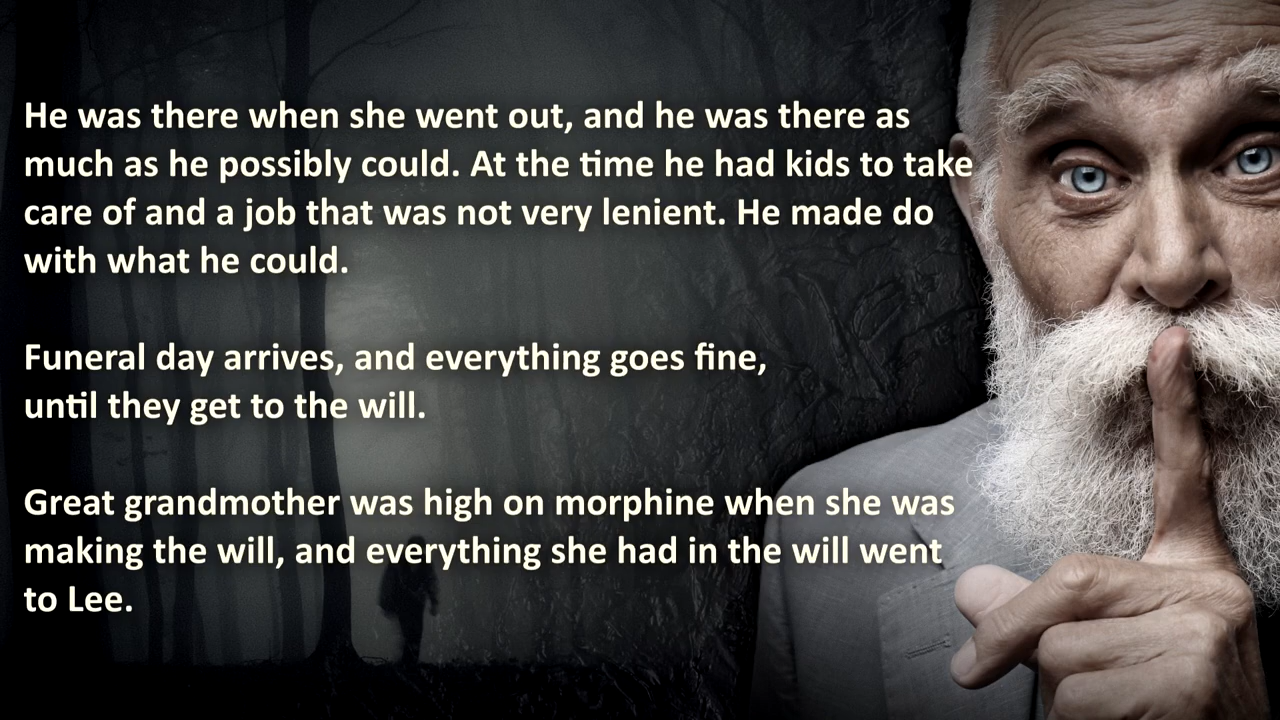 He was there when she went out, and he was there as
much as he possibly could. At the time he had kids to take
care of and a job that was not very lenient. He made do
with what he could.
Funeral day arrives, and everything goes fine,
until they get to the will.
Great grandmother was high on morphine when she was
making the will, and everything she had in the will went
to Lee.